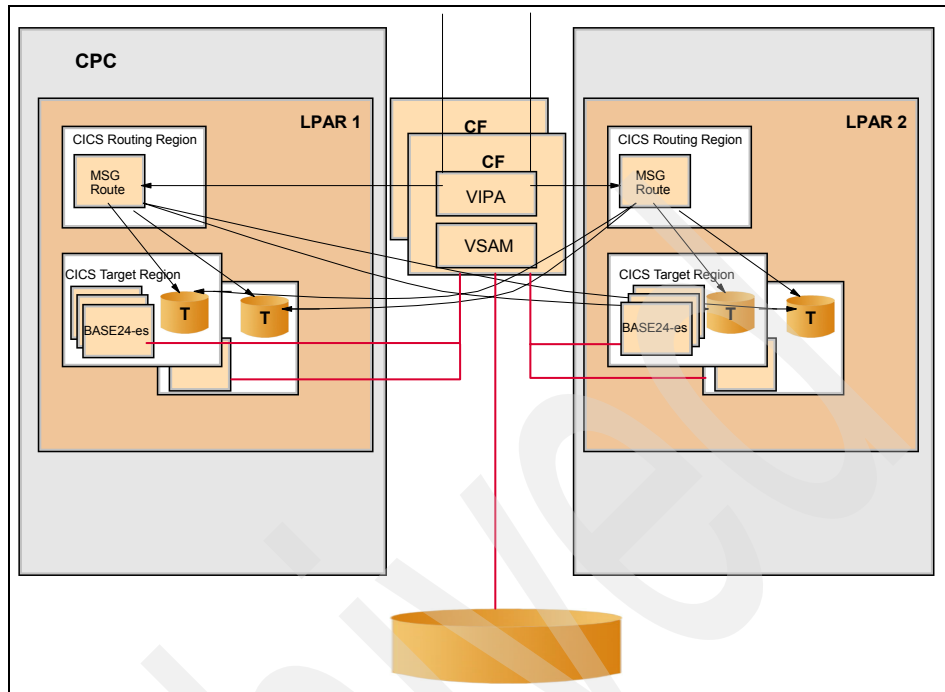 CPC
LPAR 1
CICS Routing Region
MSG
Route
CICS Target Region
T
T
BASE24-es
CF
CF
VIPA
VSAM
LPAR 2
CICS Routing Region
MSG
Route
CICS Target Region
T
T
BASE24-es